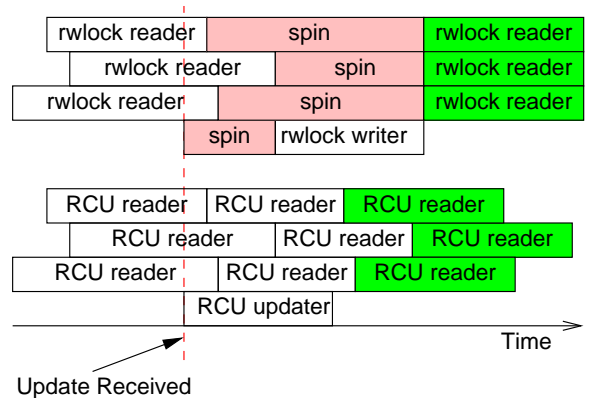 rwlock reader spin rwlock reader
rwlock reader spin rwlock reader
rwlock reader spin rwlock reader
spin rwlock writer
RCU reader RCU reader RCU reader
RCU reader RCU reader RCU reader
RCU reader RCU reader RCU reader
RCU updater
Time
Update Received